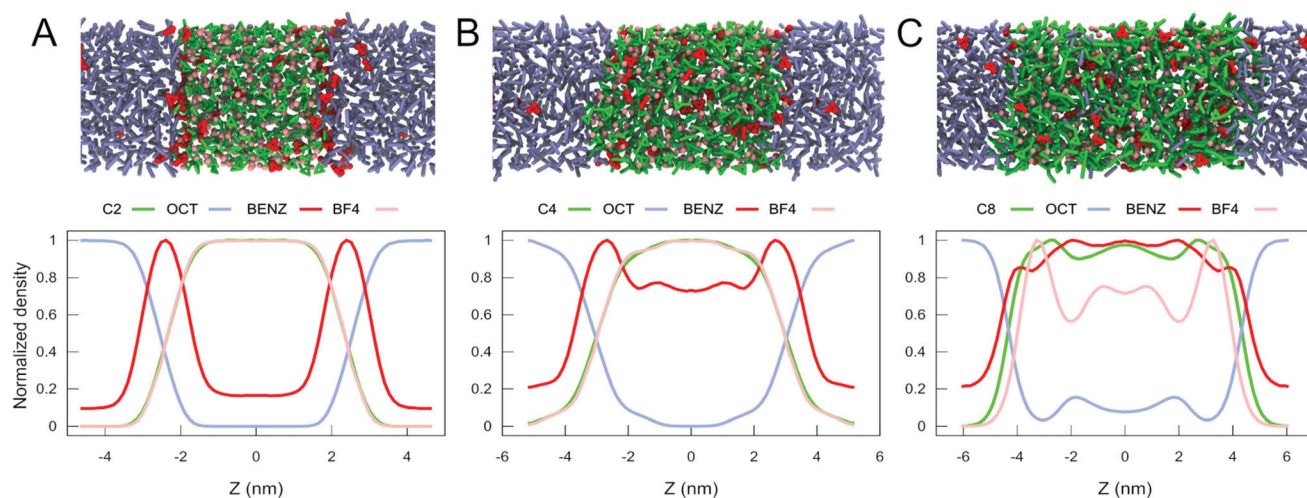 A
B
C
C2 OCT BENZ BF4
C4 OCT BENZ BF4
C8 OCT BENZ BF4
Normalized density
1
0.8
0.6
0.4
0.2
0
-4 -2 0 2 4
Z (nm)
1
0.8
0.6
0.4
0.2
0
-6 -4 -2 0 2 4 6
Z (nm)
1
0.8
0.6
0.4
0.2
0
-6 -4 -2 0 2 4 6
Z (nm)